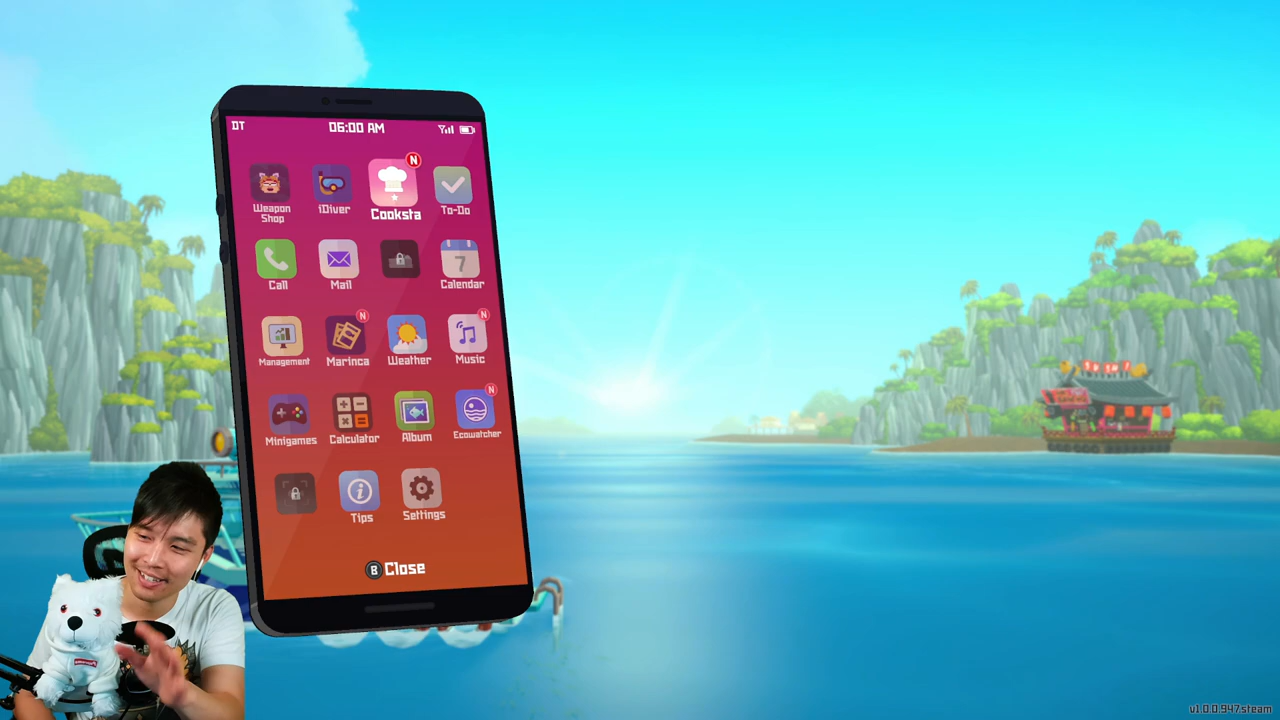 DT 06:00 AM
N
Weapon Shop iDiver Cooksta To-Do
Call Mail 7 Calendar
N N
Management Marinca Weather Music
N
Minigames Calculator Album Ecowatcher
Tips Settings
B Close
SUSHI
v1.0.0.947.steam